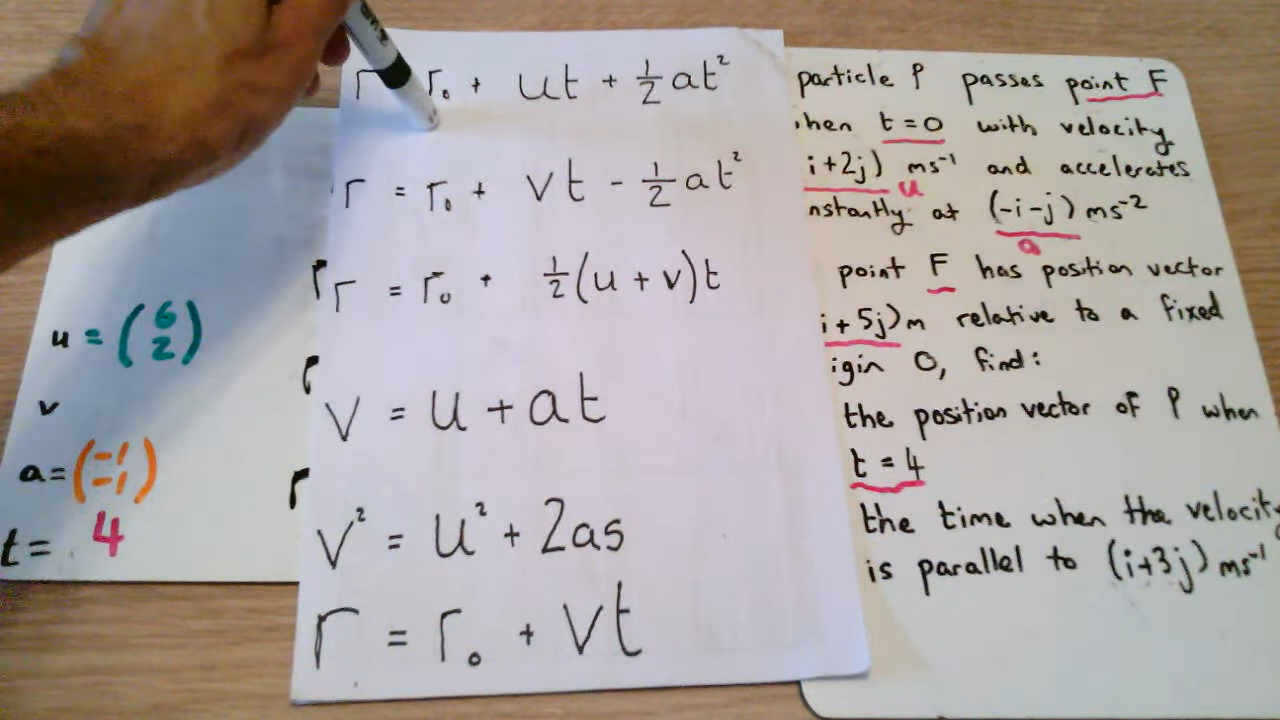 u = (6 2)
v
a = (-1 -1)
t = 4
r r₀ + ut + ½at²
r = r₀ + vt - ½at²
r = r₀ + ½(u + v)t
v = u + at
v² = u² + 2as
r = r₀ + vt
particle P passes point F
hen t=0 with velocity
i+2j) ms⁻¹ and accelerates
u
nstantly at (-i-j) ms⁻²
a
point F has position vector
i + 5j)m relative to a fixed
igin O, find:
the position vector of P when
t = 4
the time when the velocity
is parallel to (i+3j) ms⁻¹